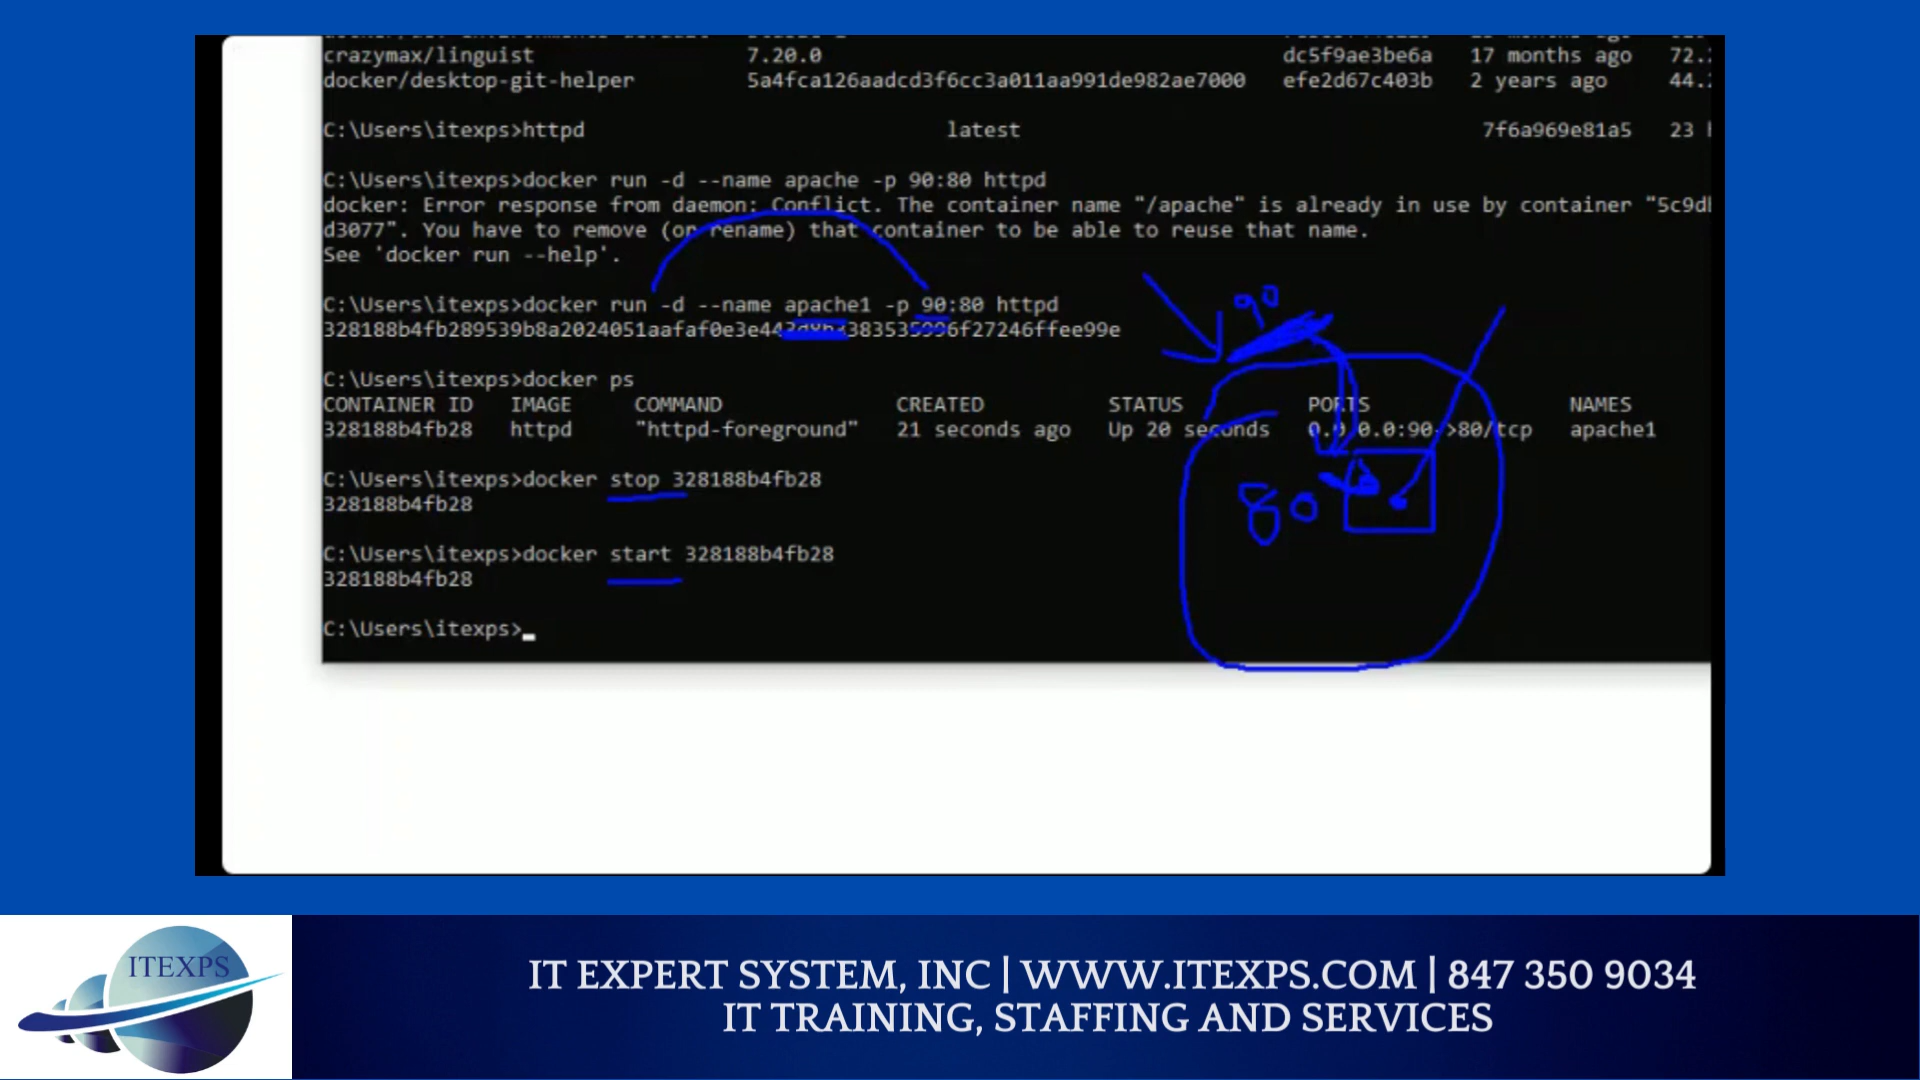 crazymax/linguist 7.20.0 dc5f9ae3be6a 17 months ago 72.
docker/desktop-git-helper 5a4fca126aadcd3f6cc3a011aa991de982ae7000 efe2d67c403b 2 years ago 44.
C:\Users\itexps>httpd latest 7f6a969e81a5 23
C:\Users\itexps>docker run -d --name apache -p 90:80 httpd
docker: Error response from daemon: Conflict. The container name "/apache" is already in use by container "5c9d
d3077". You have to remove (or rename) that container to be able to reuse that name.
See 'docker run --help'.
C:\Users\itexps>docker run -d --name apache1 -p 90:80 httpd
90
C:\Users\itexps>docker ps
CONTAINER ID IMAGE COMMAND CREATED STATUS PORTS NAMES
328188b4fb28 httpd "httpd-foreground" 21 seconds ago Up 20 seconds 0.0.0.0:90->80/tcp apache1
C:\Users\itexps>docker stop 328188b4fb28
328188b4fb28
80
C:\Users\itexps>docker start 328188b4fb28
328188b4fb28
C:\Users\itexps>
ITEXPS
IT EXPERT SYSTEM, INC | WWW.ITEXPS.COM | 847 350 9034
IT TRAINING, STAFFING AND SERVICES